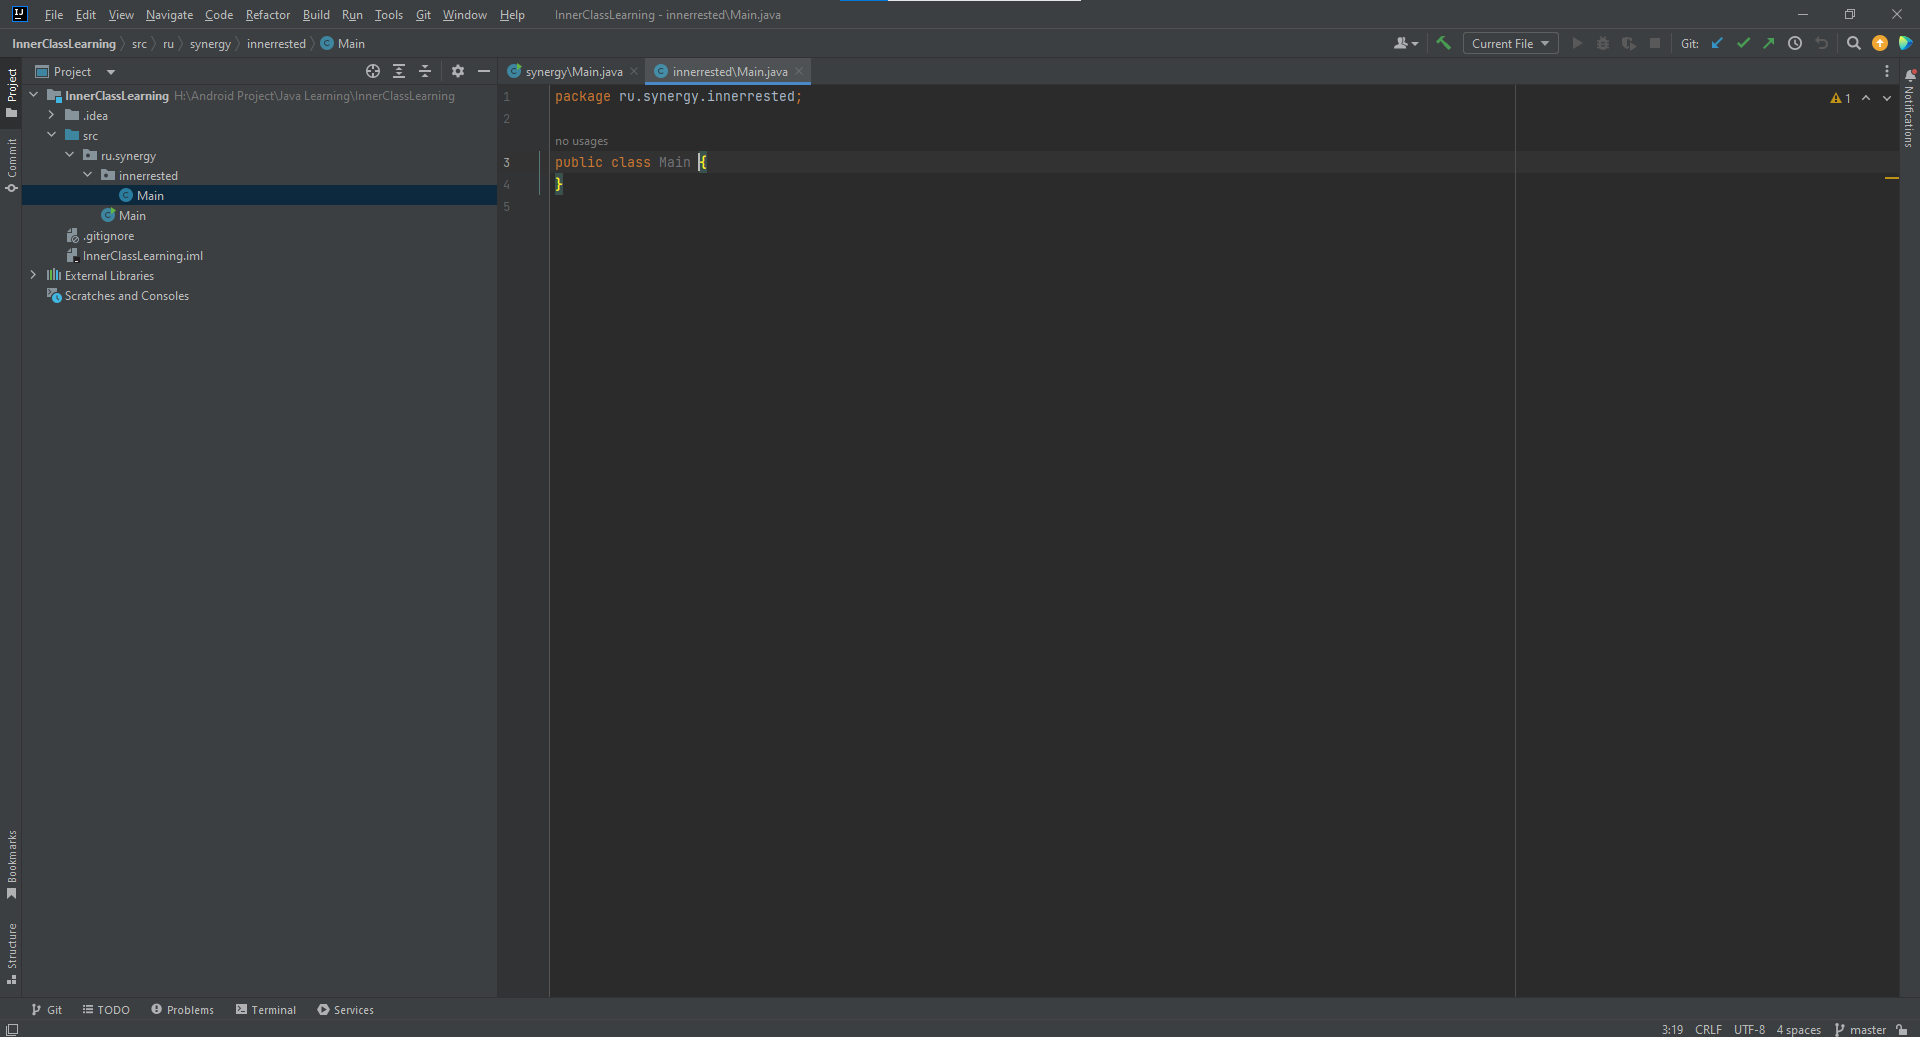 IJ File Edit View Navigate Code Refactor Build Run Tools Git Window Help InnerClassLearning - innerrested\Main.java
InnerClassLearning src ru synergy innerrested Main Current File Git:
Project
Project
InnerClassLearning H:\Android Project\Java Learning\InnerClassLearning
.idea
src
ru.synergy
innerrested
Main
Main
.gitignore
InnerClassLearning.iml
External Libraries
Scratches and Consoles
Commit
Bookmarks
Structure
synergy\Main.java innerrested\Main.java
1 package ru.synergy.innerrested;
2
no usages
3 public class Main {
4 }
5
1
Notifications
Git TODO Problems Terminal Services
3:19 CRLF UTF-8 4 spaces master